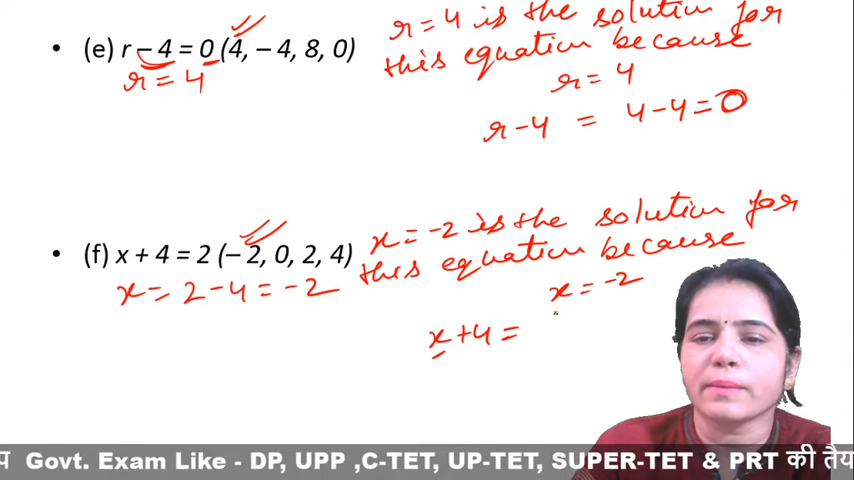 r = 4 is the solution for
• (e) r – 4 = 0 (4, – 4, 8, 0)
this equation because
r = 4
r = 4
r - 4 = 4 - 4 = 0
x = -2 is the solution for
• (f) x + 4 = 2 (– 2, 0, 2, 4)
this equation because
x = 2 - 4 = -2
x = -2
x + 4 =
प Govt. Exam Like - DP, UPP ,C-TET, UP-TET, SUPER-TET & PRT की तैय